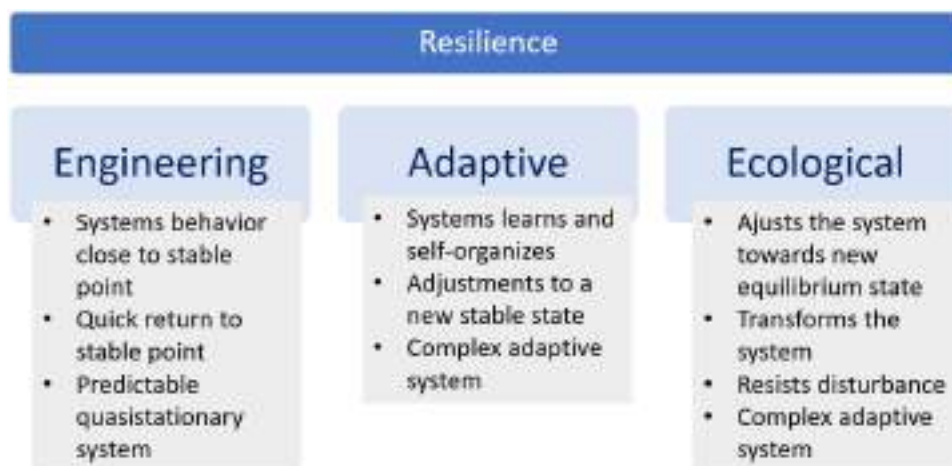 Resilience
Engineering
• Systems behavior
close to stable
point
• Quick return to
stable point
• Predictable
quasistationary
system
Adaptive
• Systems learns and
self-organizes
• Adjustments to a
new stable state
• Complex adaptive
system
Ecological
• Ajusts the system
towards new
equilibrium state
• Transforms the
system
• Resists disturbance
• Complex adaptive
system